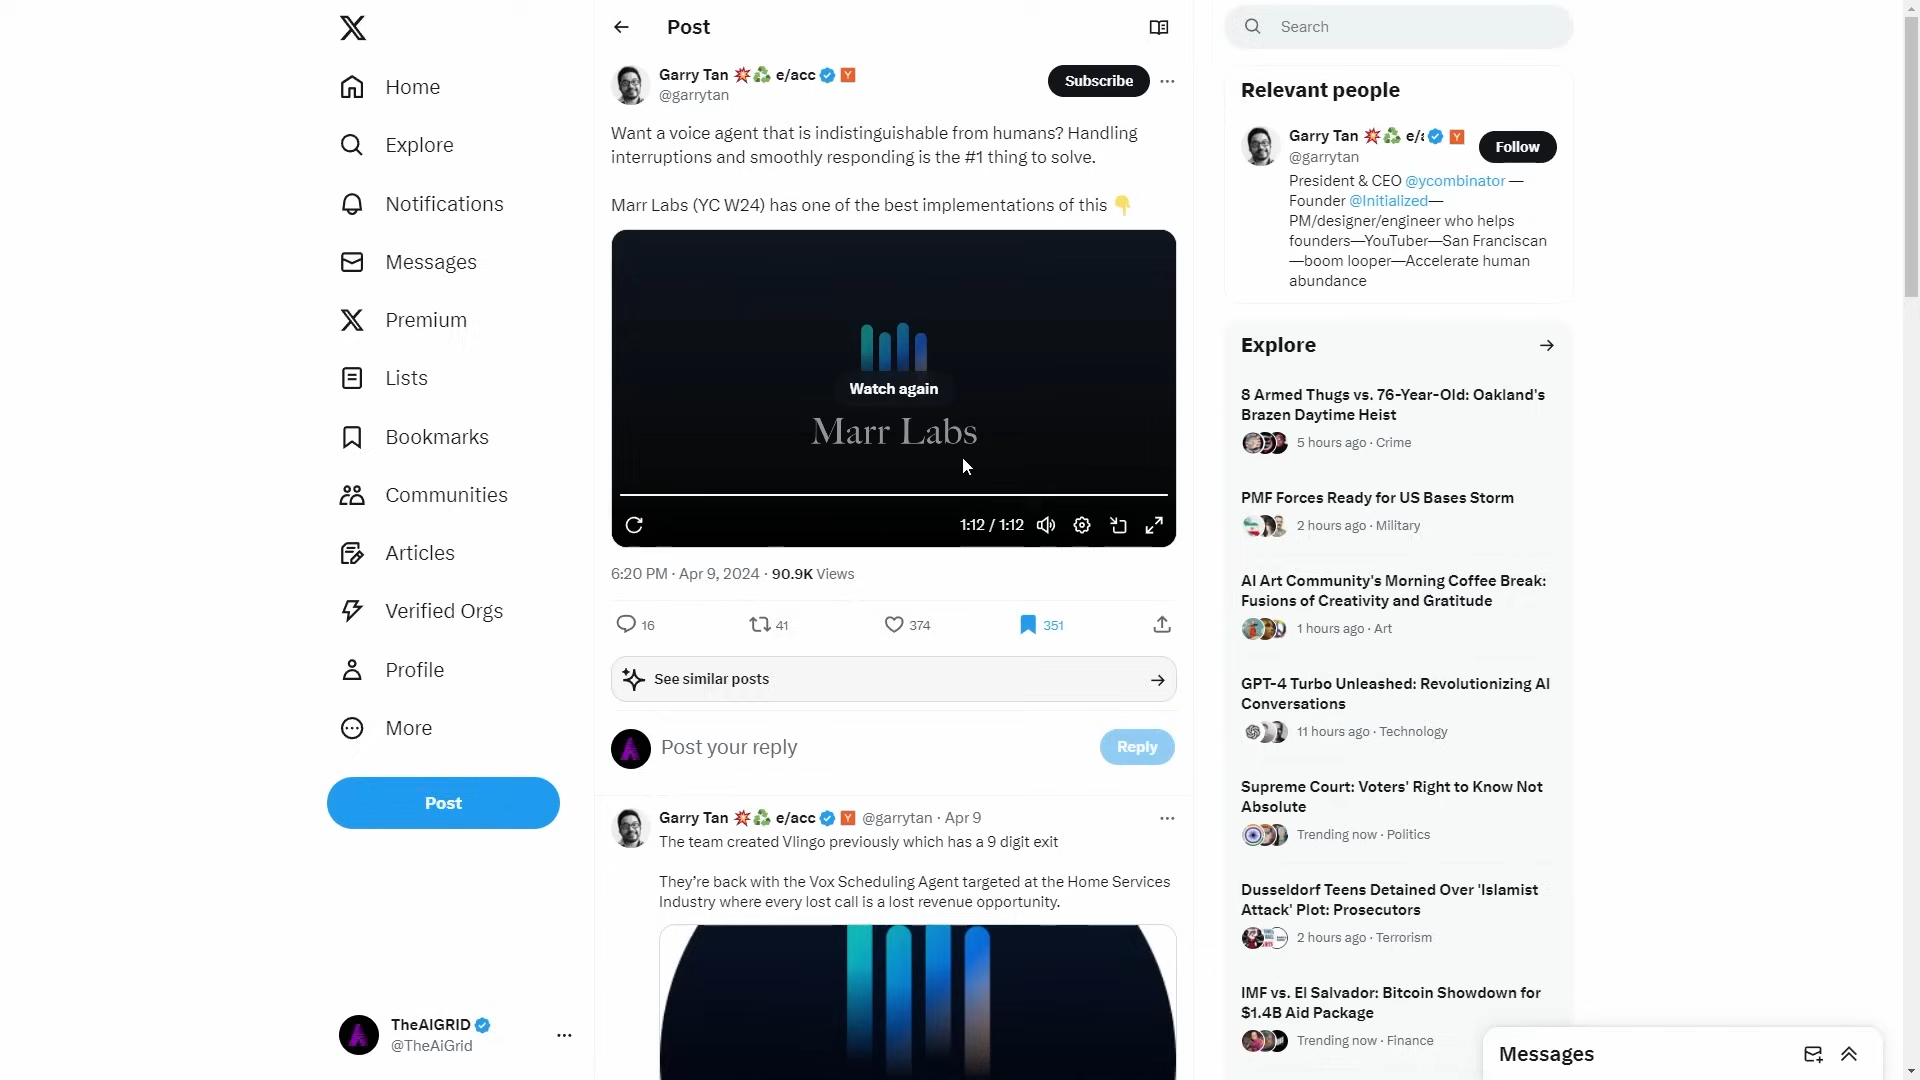 Home
Explore
Notifications
Messages
Premium
Lists
Bookmarks
Communities
Articles
Verified Orgs
Profile
More
Post
TheAIGRID
@TheAiGrid
Post
Garry Tan 💥♻️ e/acc
@garrytan
Subscribe
Want a voice agent that is indistinguishable from humans? Handling
interruptions and smoothly responding is the #1 thing to solve.
Marr Labs (YC W24) has one of the best implementations of this 👇
Watch again
Marr Labs
1:12 / 1:12
6:20 PM · Apr 9, 2024 · 90.9K Views
16
41
374
351
See similar posts
Post your reply
Reply
Garry Tan 💥♻️ e/acc @garrytan · Apr 9
The team created Vlingo previously which has a 9 digit exit
They’re back with the Vox Scheduling Agent targeted at the Home Services
Industry where every lost call is a lost revenue opportunity.
Search
Relevant people
Garry Tan 💥♻️ e/
@garrytan
Follow
President & CEO @ycombinator —
Founder @Initialized—
PM/designer/engineer who helps
founders—YouTuber—San Franciscan
—boom looper—Accelerate human
abundance
Explore
8 Armed Thugs vs. 76-Year-Old: Oakland's
Brazen Daytime Heist
5 hours ago · Crime
PMF Forces Ready for US Bases Storm
2 hours ago · Military
AI Art Community's Morning Coffee Break:
Fusions of Creativity and Gratitude
1 hours ago · Art
GPT-4 Turbo Unleashed: Revolutionizing AI
Conversations
11 hours ago · Technology
Supreme Court: Voters' Right to Know Not
Absolute
Trending now · Politics
Dusseldorf Teens Detained Over 'Islamist
Attack' Plot: Prosecutors
2 hours ago · Terrorism
IMF vs. El Salvador: Bitcoin Showdown for
$1.4B Aid Package
Trending now · Finance
Messages